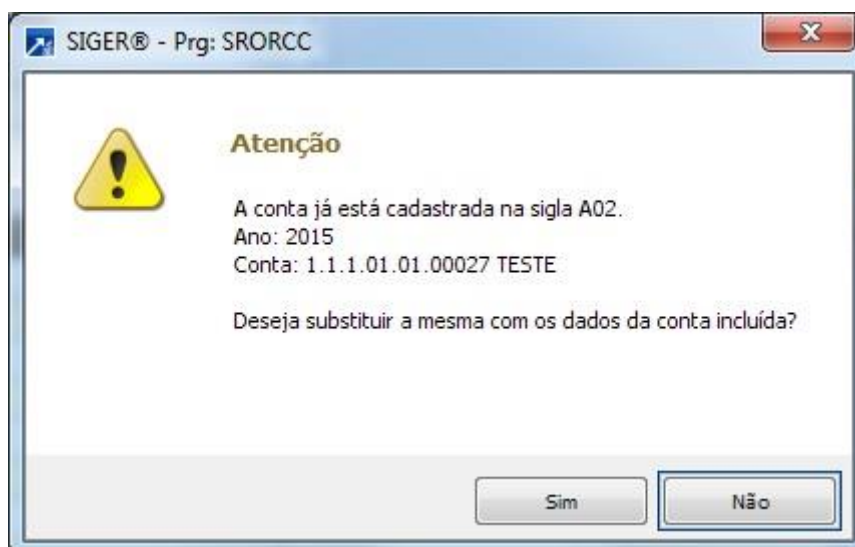 SIGER® - Prg: SRORCC
Atenção
A conta já está cadastrada na sigla A02.
Ano: 2015
Conta: 1.1.1.01.01.00027 TESTE
Deseja substituir a mesma com os dados da conta incluída?
Sim
Não